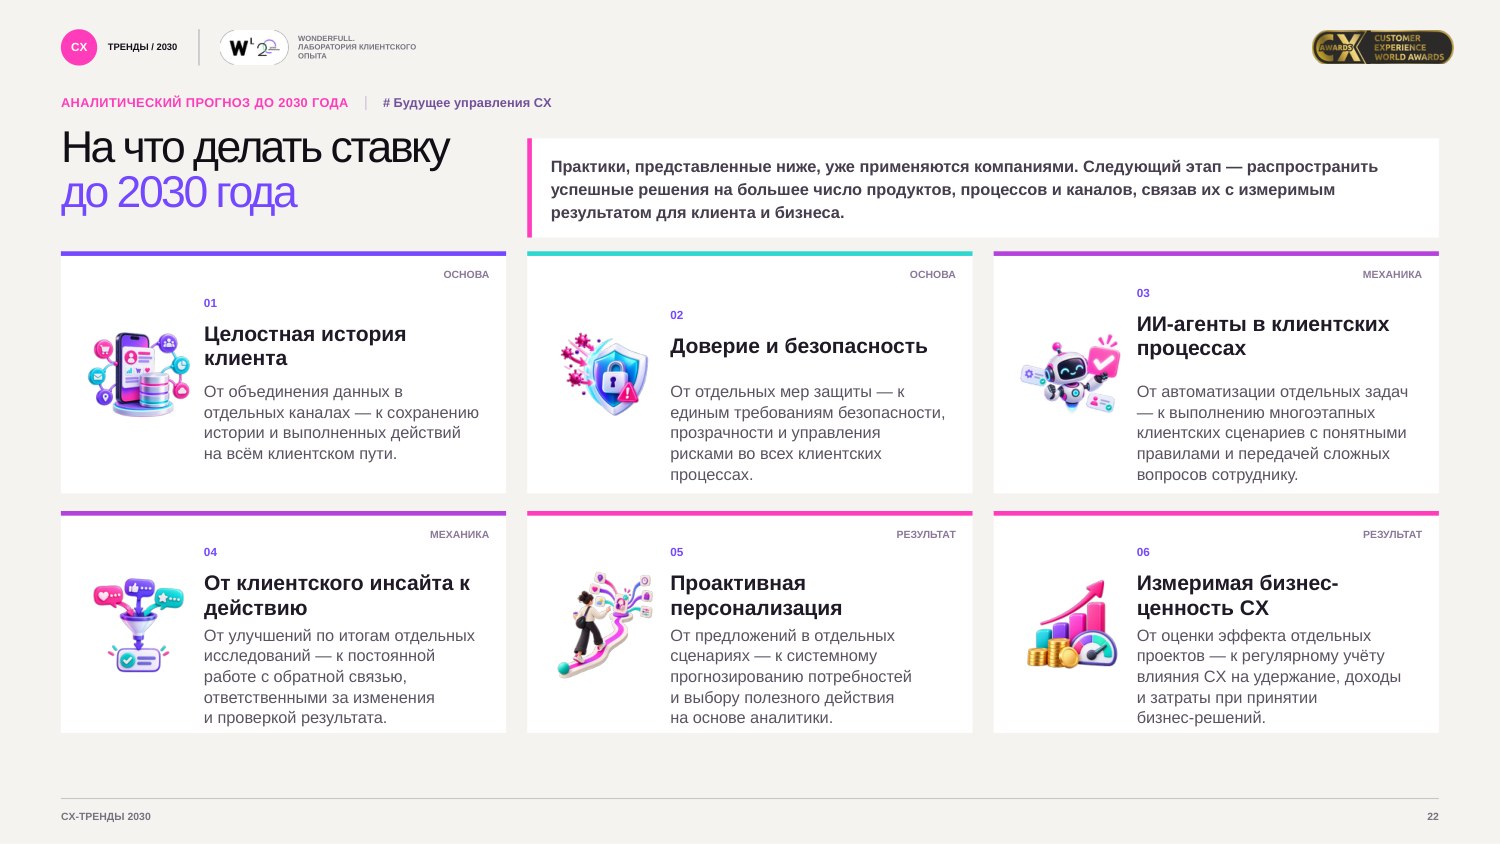 CX
ТРЕНДЫ / 2030
W L 2
WONDERFULL.
ЛАБОРАТОРИЯ КЛИЕНТСКОГО
ОПЫТА
CX
AWARDS
CUSTOMER
EXPERIENCE
WORLD AWARDS
АНАЛИТИЧЕСКИЙ ПРОГНОЗ ДО 2030 ГОДА
# Будущее управления CX
На что делать ставку
до 2030 года
Практики, представленные ниже, уже применяются компаниями. Следующий этап — распространить
успешные решения на большее число продуктов, процессов и каналов, связав их с измеримым
результатом для клиента и бизнеса.
ОСНОВА
01
Целостная история
клиента
От объединения данных в
отдельных каналах — к сохранению
истории и выполненных действий
на всём клиентском пути.
ОСНОВА
02
Доверие и безопасность
От отдельных мер защиты — к
единым требованиям безопасности,
прозрачности и управления
рисками во всех клиентских
процессах.
МЕХАНИКА
03
ИИ-агенты в клиентских
процессах
От автоматизации отдельных задач
— к выполнению многоэтапных
клиентских сценариев с понятными
правилами и передачей сложных
вопросов сотруднику.
МЕХАНИКА
04
От клиентского инсайта к
действию
От улучшений по итогам отдельных
исследований — к постоянной
работе с обратной связью,
ответственными за изменения
и проверкой результата.
РЕЗУЛЬТАТ
05
Проактивная
персонализация
От предложений в отдельных
сценариях — к системному
прогнозированию потребностей
и выбору полезного действия
на основе аналитики.
РЕЗУЛЬТАТ
06
Измеримая бизнес-
ценность CX
От оценки эффекта отдельных
проектов — к регулярному учёту
влияния CX на удержание, доходы
и затраты при принятии
бизнес-решений.
CX-ТРЕНДЫ 2030
22